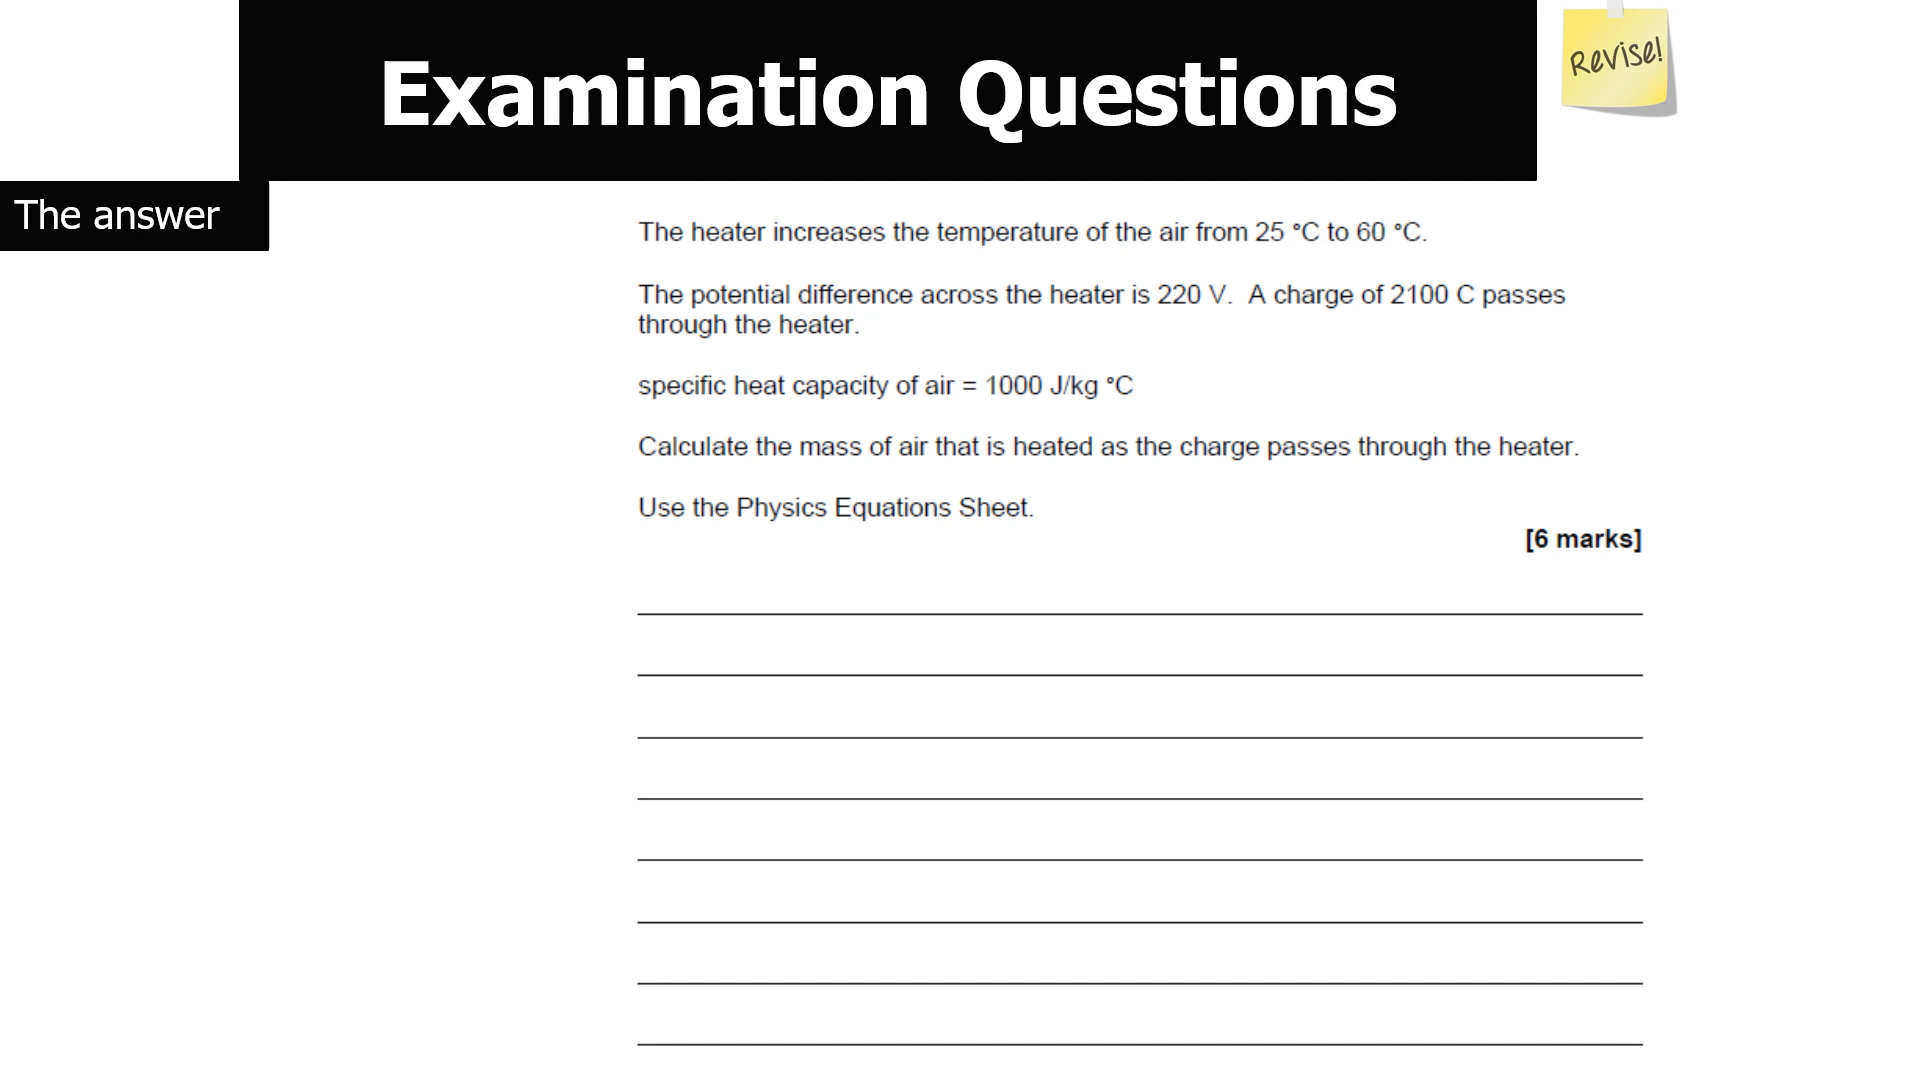 Examination Questions
Revise!
The answer
The heater increases the temperature of the air from 25 °C to 60 °C.
The potential difference across the heater is 220 V.  A charge of 2100 C passes
through the heater.
specific heat capacity of air = 1000 J/kg °C
Calculate the mass of air that is heated as the charge passes through the heater.
Use the Physics Equations Sheet.
[6 marks]